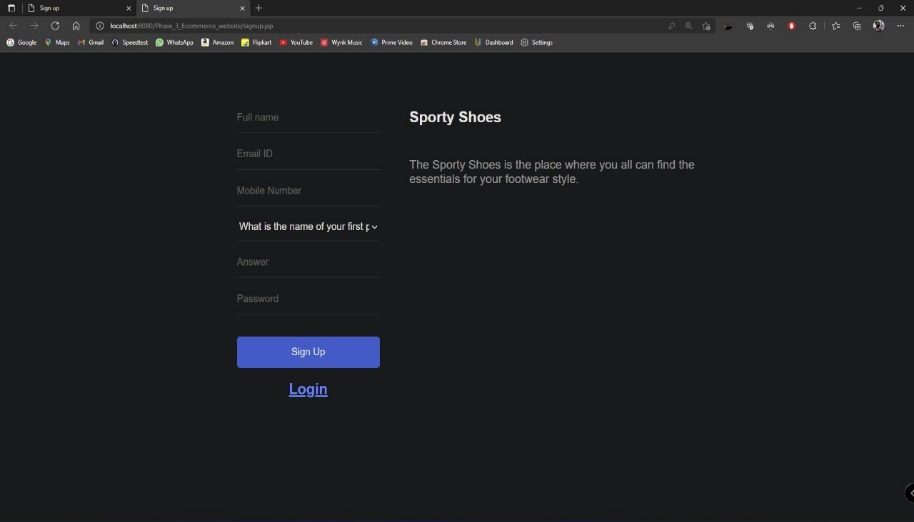 Sign up
Sign up
localhost:8080/Phase_3_Ecommerce_website/signup.jsp
Google Maps Gmail Speedtest WhatsApp Amazon Flipkart YouTube Wynk Music Prime Video Chrome Store Dashboard Settings
Full name
Email ID
Mobile Number
What is the name of your first p
Answer
Password
Sign Up
Login
Sporty Shoes
The Sporty Shoes is the place where you all can find the
essentials for your footwear style.